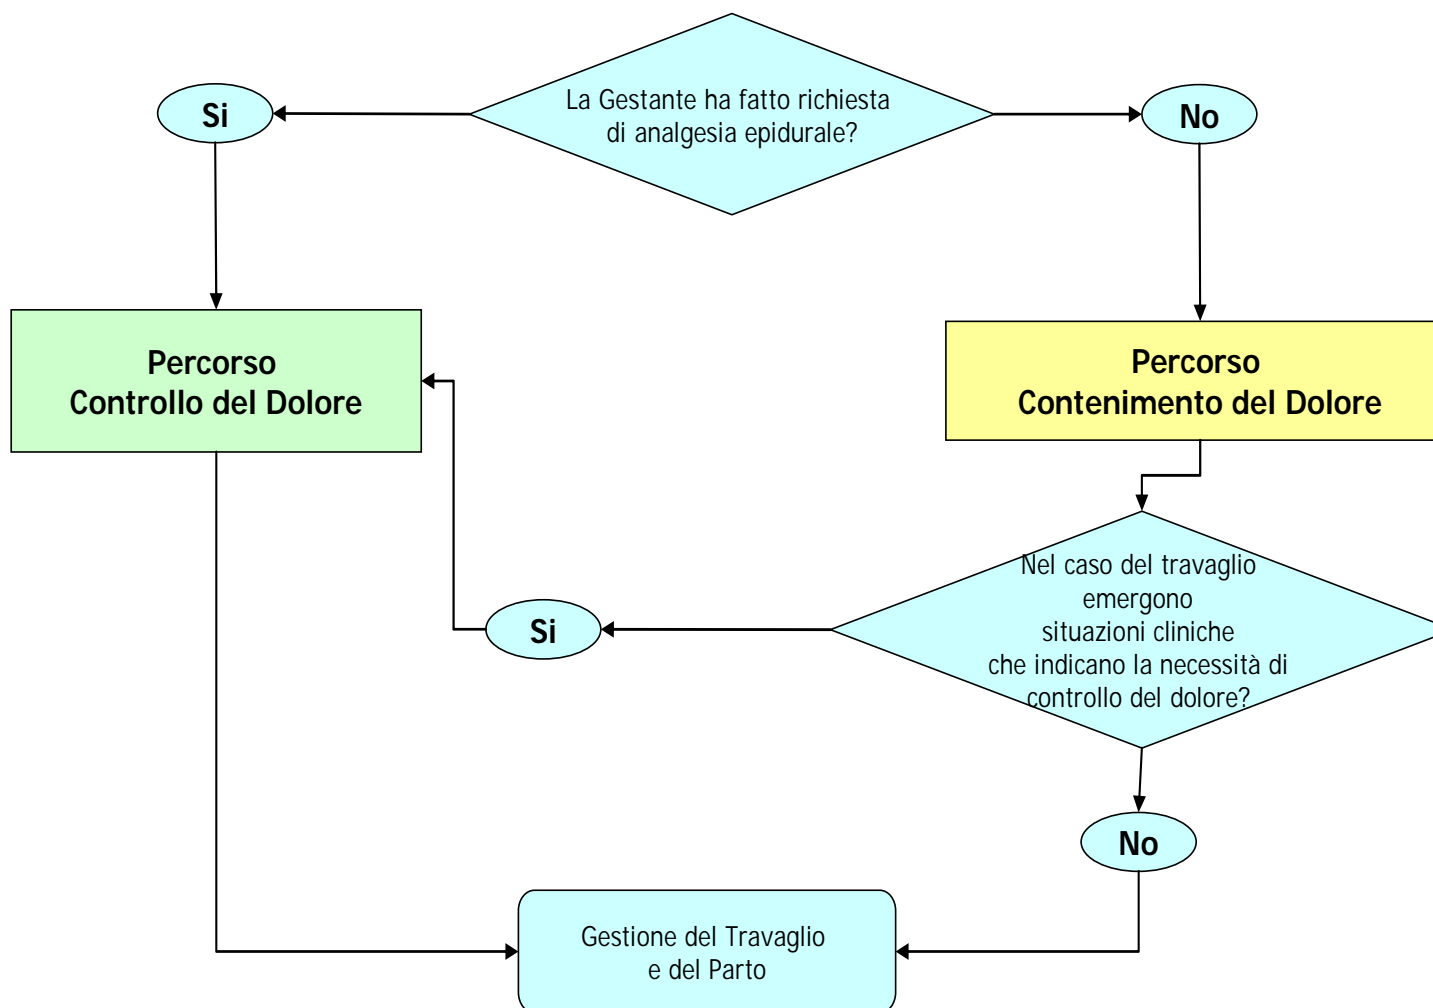 La Gestante ha fatto richiesta
di analgesia epidurale?
Si
No
Percorso
Controllo del Dolore
Percorso
Contenimento del Dolore
Nel caso del travaglio
emergono
situazioni cliniche
che indicano la necessità di
controllo del dolore?
Si
No
Gestione del Travaglio
e del Parto